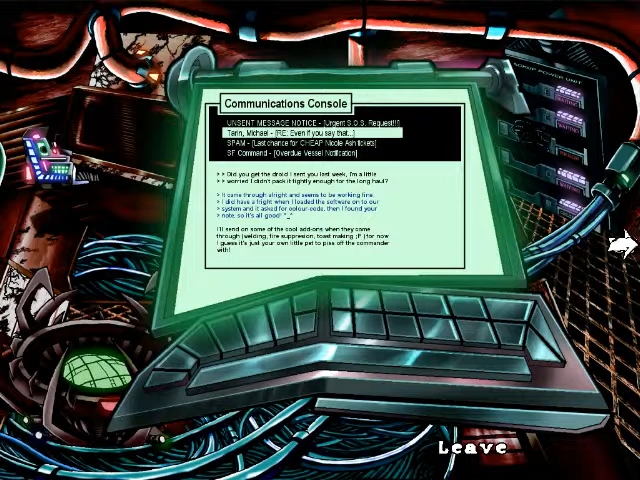 BACKUP POWER UNIT
Communications Console
UNSENT MESSAGE NOTICE - [Urgent S.O.S. Request!!!]
Tarin, Michael - [RE: Even if you say that...]
SPAM - [Last chance for CHEAP Nicole Ash tickets]
SF Command - [Overdue Vessel Notification]
> > Did you get the droid I sent you last week, I'm a little
> > worried I didn't pack it tightly enough for the long haul?
> It came through alright and seems to be working fine.
> I did have a fright when I loaded the software on to our
> system and it asked for colour-code, then I found your
> note, so it's all good! ^_^
I'll send on some of the cool add-ons when they come
through (welding, fire suppression, toast making ;P ) for now
I guess it's just your own little pet to piss off the commander
with!
Leave